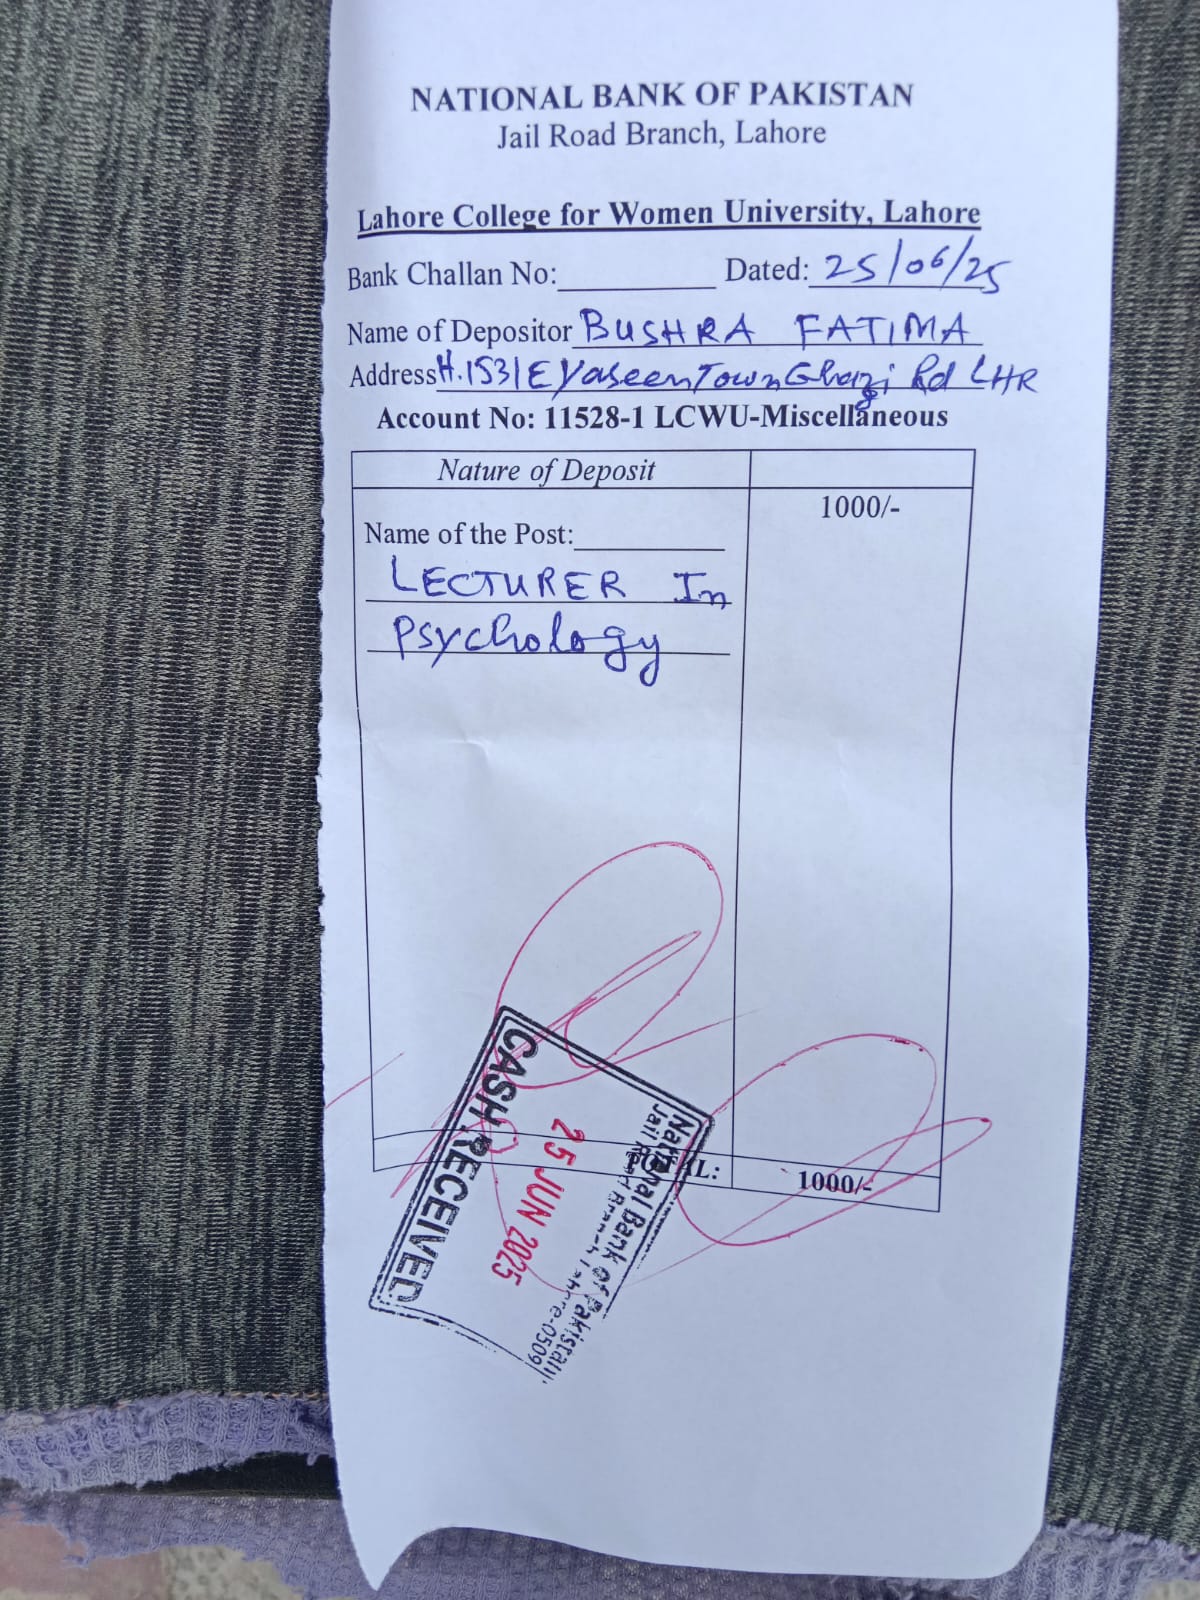 NATIONAL BANK OF PAKISTAN
Jail Road Branch, Lahore
Lahore College for Women University, Lahore
Bank Challan No: Dated: 25/06/25
Name of Depositor BUSHRA FATIMA
Address H.153/E Yaseen Town Ghazi Rd LHR
Account No: 11528-1 LCWU-Miscellaneous
Nature of Deposit
1000/-
Name of the Post:
LECTURER In
Psychology
TOTAL: 1000/-
National Bank of Pakistan
Jail Road Branch Lahore-0509
25 JUN 2025
CASH RECEIVED